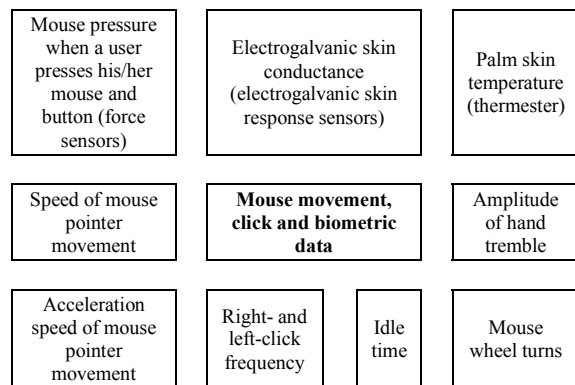 Mouse pressure
when a user
presses his/her
mouse and
button (force
sensors)
Electrogalvanic skin
conductance
(electrogalvanic skin
response sensors)
Palm skin
temperature
(thermester)
Speed of mouse
pointer
movement
Mouse movement,
click and biometric
data
Amplitude
of hand
tremble
Acceleration
speed of mouse
pointer
movement
Right- and
left-click
frequency
Idle
time
Mouse
wheel turns